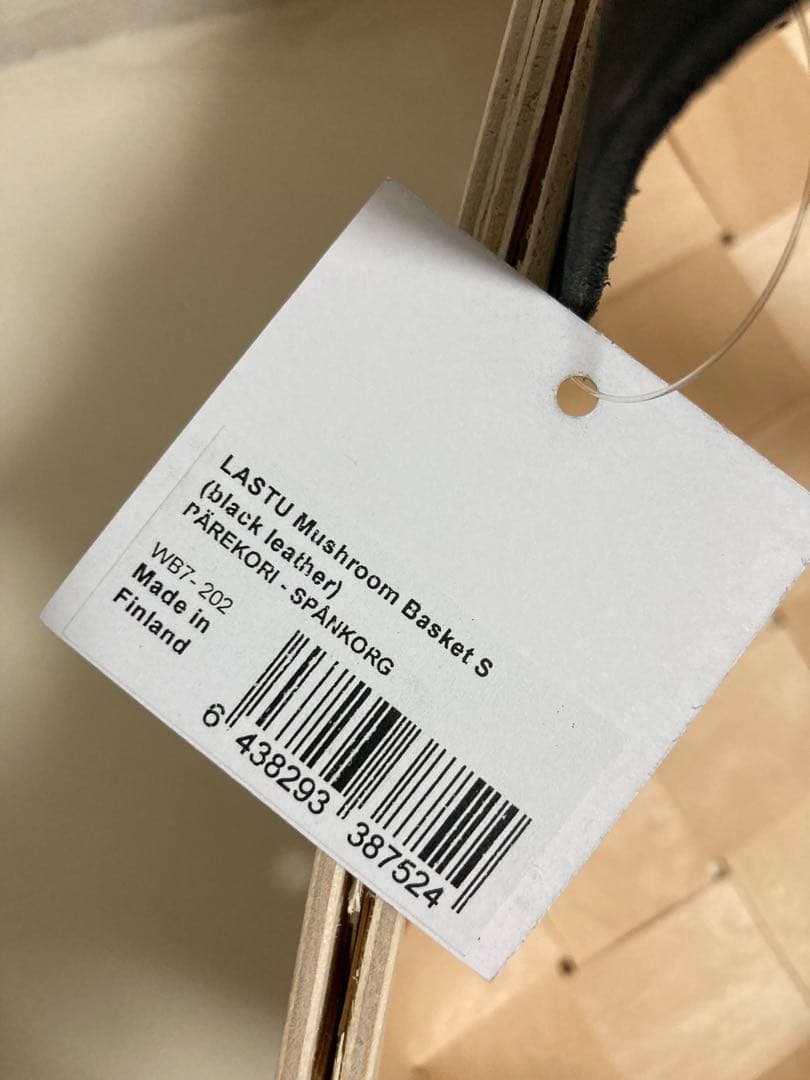 LASTU Mushroom Basket S
(black leather)
PÄREKORI - SPÅNKORG
WB7- 202
Made in
Finland
6 438293 387524